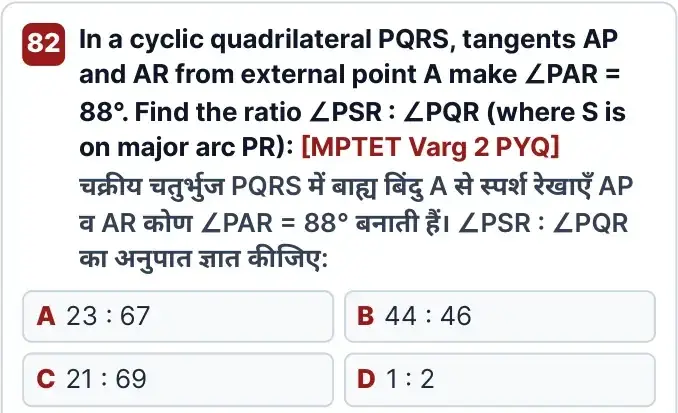 82 In a cyclic quadrilateral PQRS, tangents AP
and AR from external point A make ∠PAR =
88°. Find the ratio ∠PSR : ∠PQR (where S is
on major arc PR): [MPTET Varg 2 PYQ]
चक्रीय चतुर्भुज PQRS में बाह्य बिंदु A से स्पर्श रेखाएँ AP
व AR कोण ∠PAR = 88° बनाती हैं। ∠PSR : ∠PQR
का अनुपात ज्ञात कीजिए:
A 23 : 67
B 44 : 46
C 21 : 69
D 1 : 2